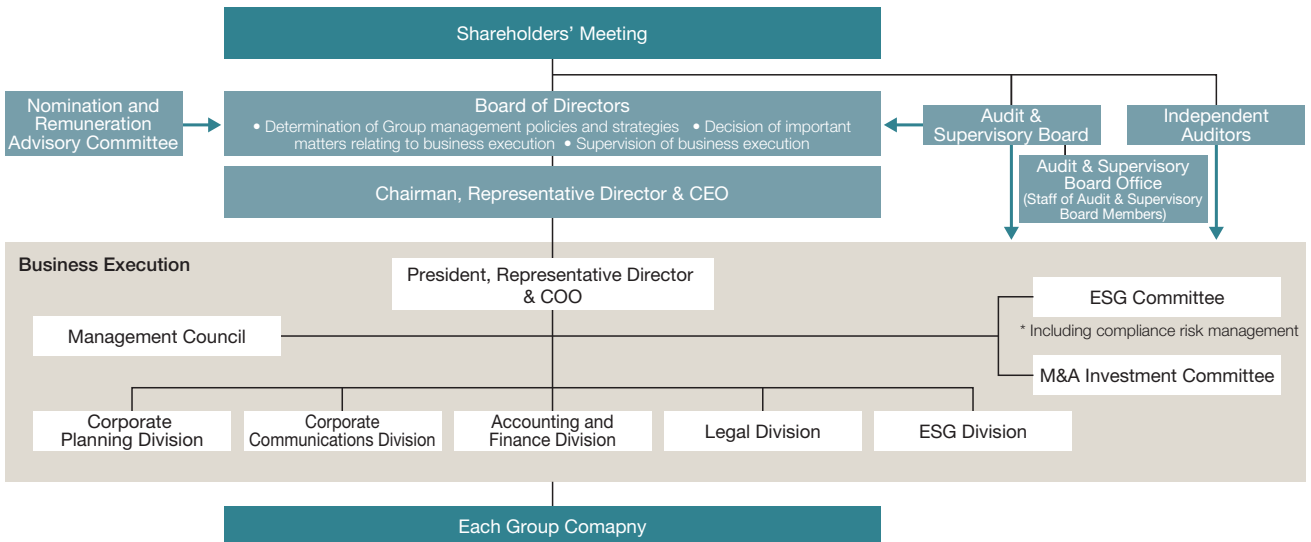 Shareholders' Meeting
Nomination and
Remuneration
Advisory Committee
Board of Directors
• Determination of Group management policies and strategies • Decision of important
matters relating to business execution • Supervision of business execution
Audit &
Supervisory Board
Independent
Auditors
Audit & Supervisory
Board Office
(Staff of Audit & Supervisory
Board Members)
Chairman, Representative Director & CEO
Business Execution
President, Representative Director
& COO
ESG Committee
* Including compliance risk management
Management Council
M&A Investment Committee
Corporate
Planning Division
Corporate
Communications Division
Accounting and
Finance Division
Legal Division
ESG Division
Each Group Comapny